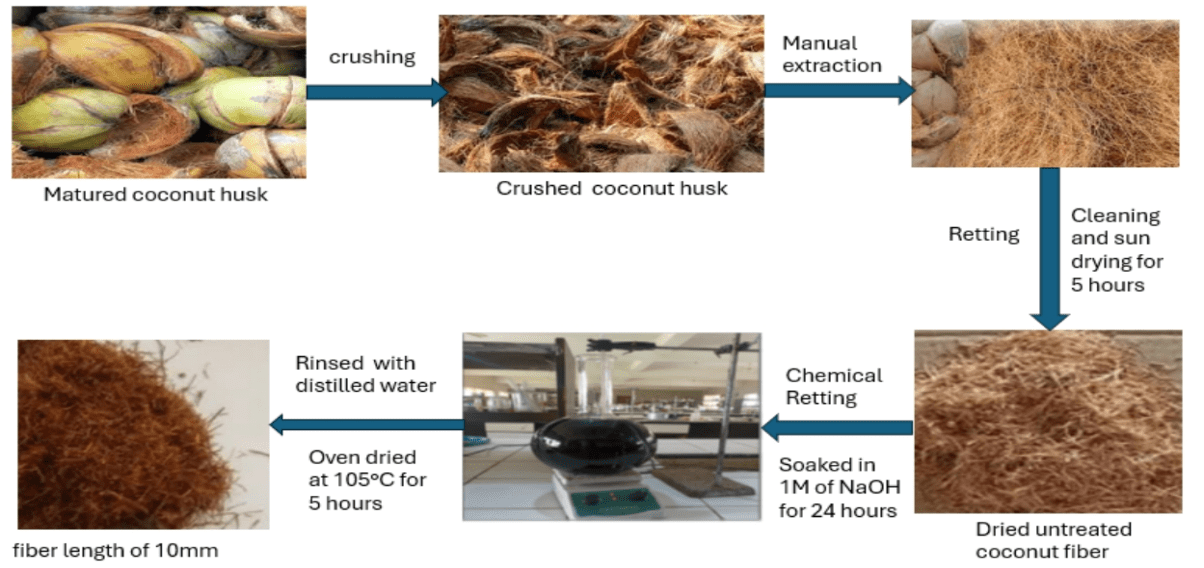 crushing
Manual
extraction
Matured coconut husk
Crushed coconut husk
Retting
Cleaning
and sun
drying for
5 hours
Dried untreated
coconut fiber
Chemical
Retting
Soaked in
1M of NaOH
for 24 hours
Rinsed with
distilled water
Oven dried
at 105°C for
5 hours
fiber length of 10mm